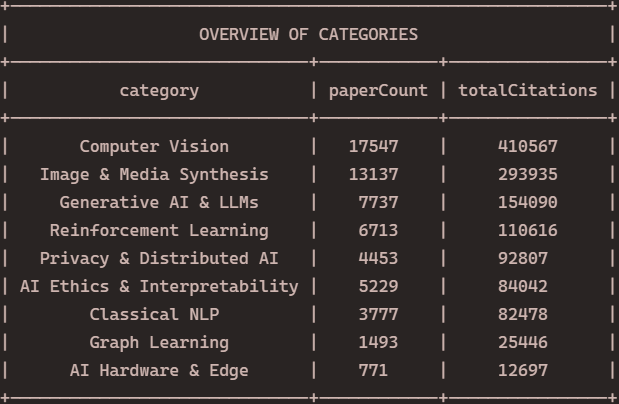 OVERVIEW OF CATEGORIES
category | paperCount | totalCitations
Computer Vision | 17547 | 410567
Image & Media Synthesis | 13137 | 293935
Generative AI & LLMs | 7737 | 154090
Reinforcement Learning | 6713 | 110616
Privacy & Distributed AI | 4453 | 92807
AI Ethics & Interpretability | 5229 | 84042
Classical NLP | 3777 | 82478
Graph Learning | 1493 | 25446
AI Hardware & Edge | 771 | 12697